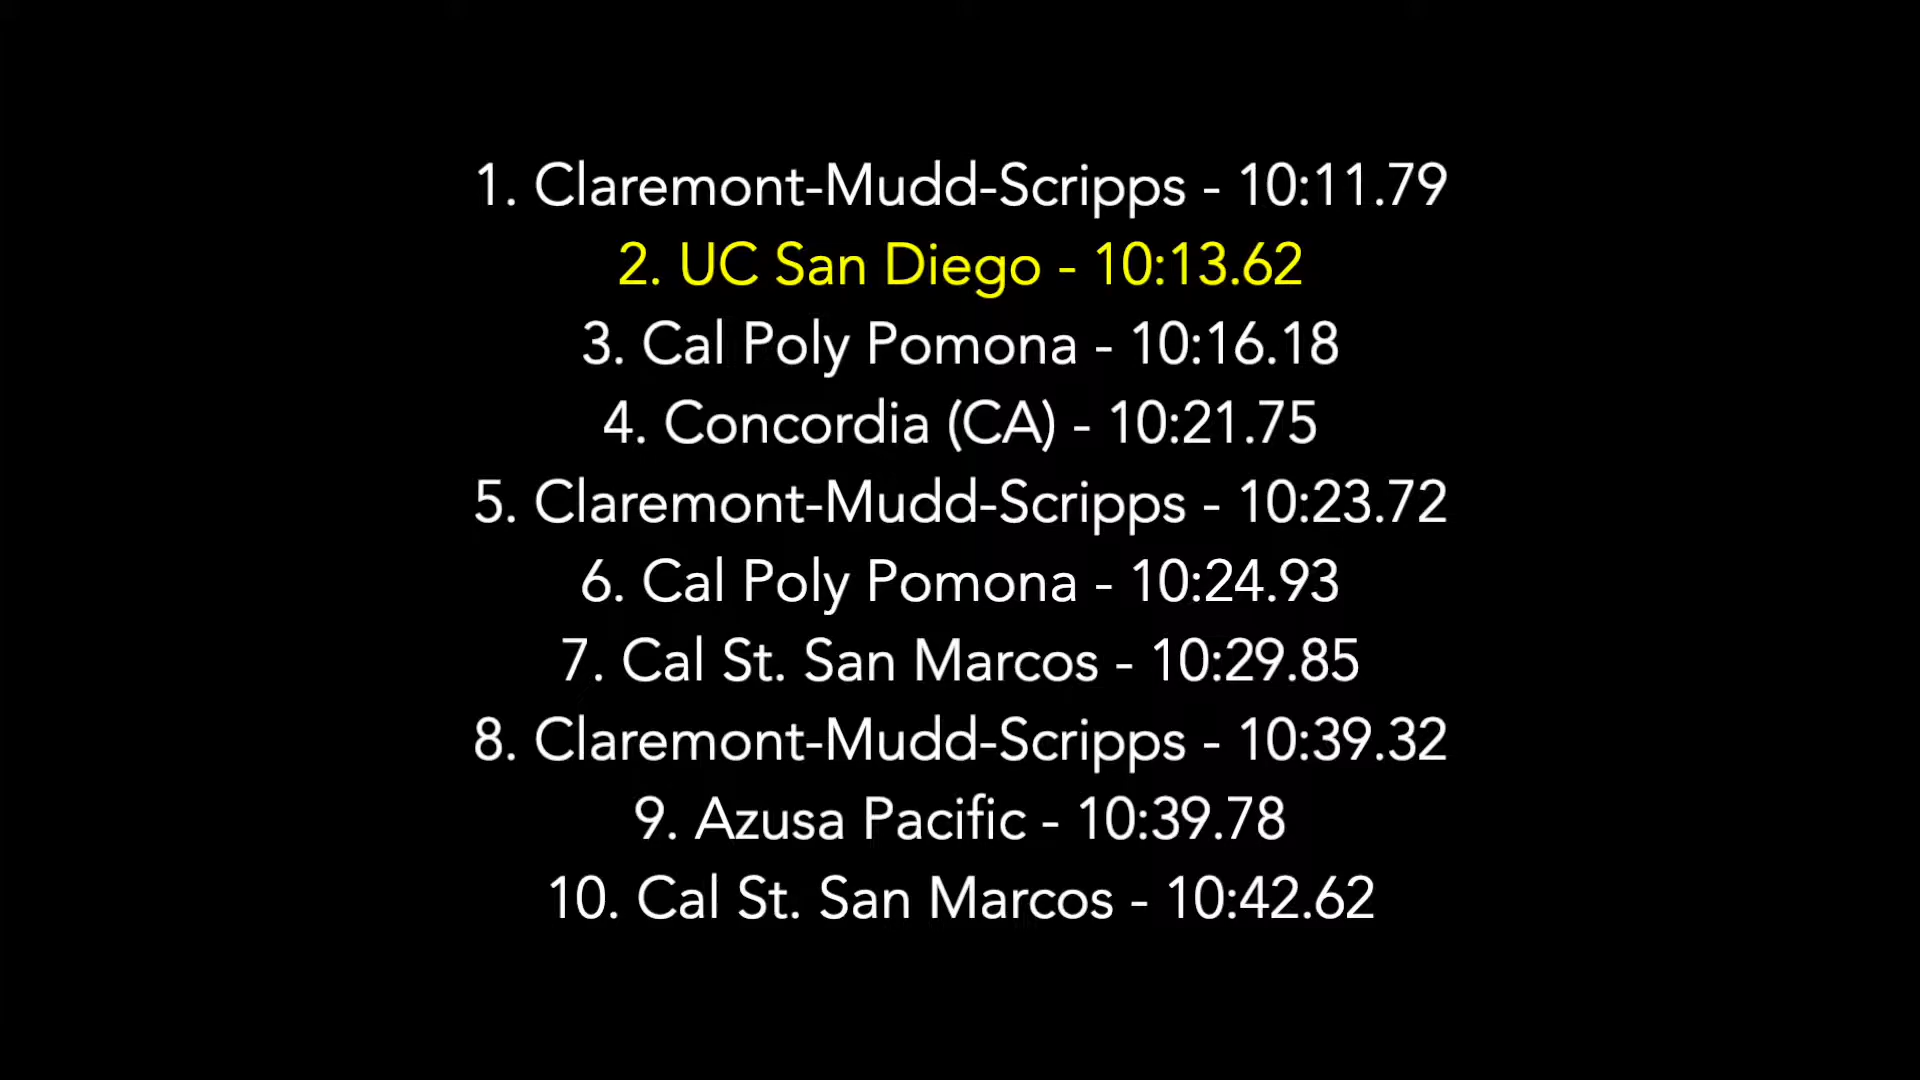 1. Claremont-Mudd-Scripps - 10:11.79
2. UC San Diego - 10:13.62
3. Cal Poly Pomona - 10:16.18
4. Concordia (CA) - 10:21.75
5. Claremont-Mudd-Scripps - 10:23.72
6. Cal Poly Pomona - 10:24.93
7. Cal St. San Marcos - 10:29.85
8. Claremont-Mudd-Scripps - 10:39.32
9. Azusa Pacific - 10:39.78
10. Cal St. San Marcos - 10:42.62